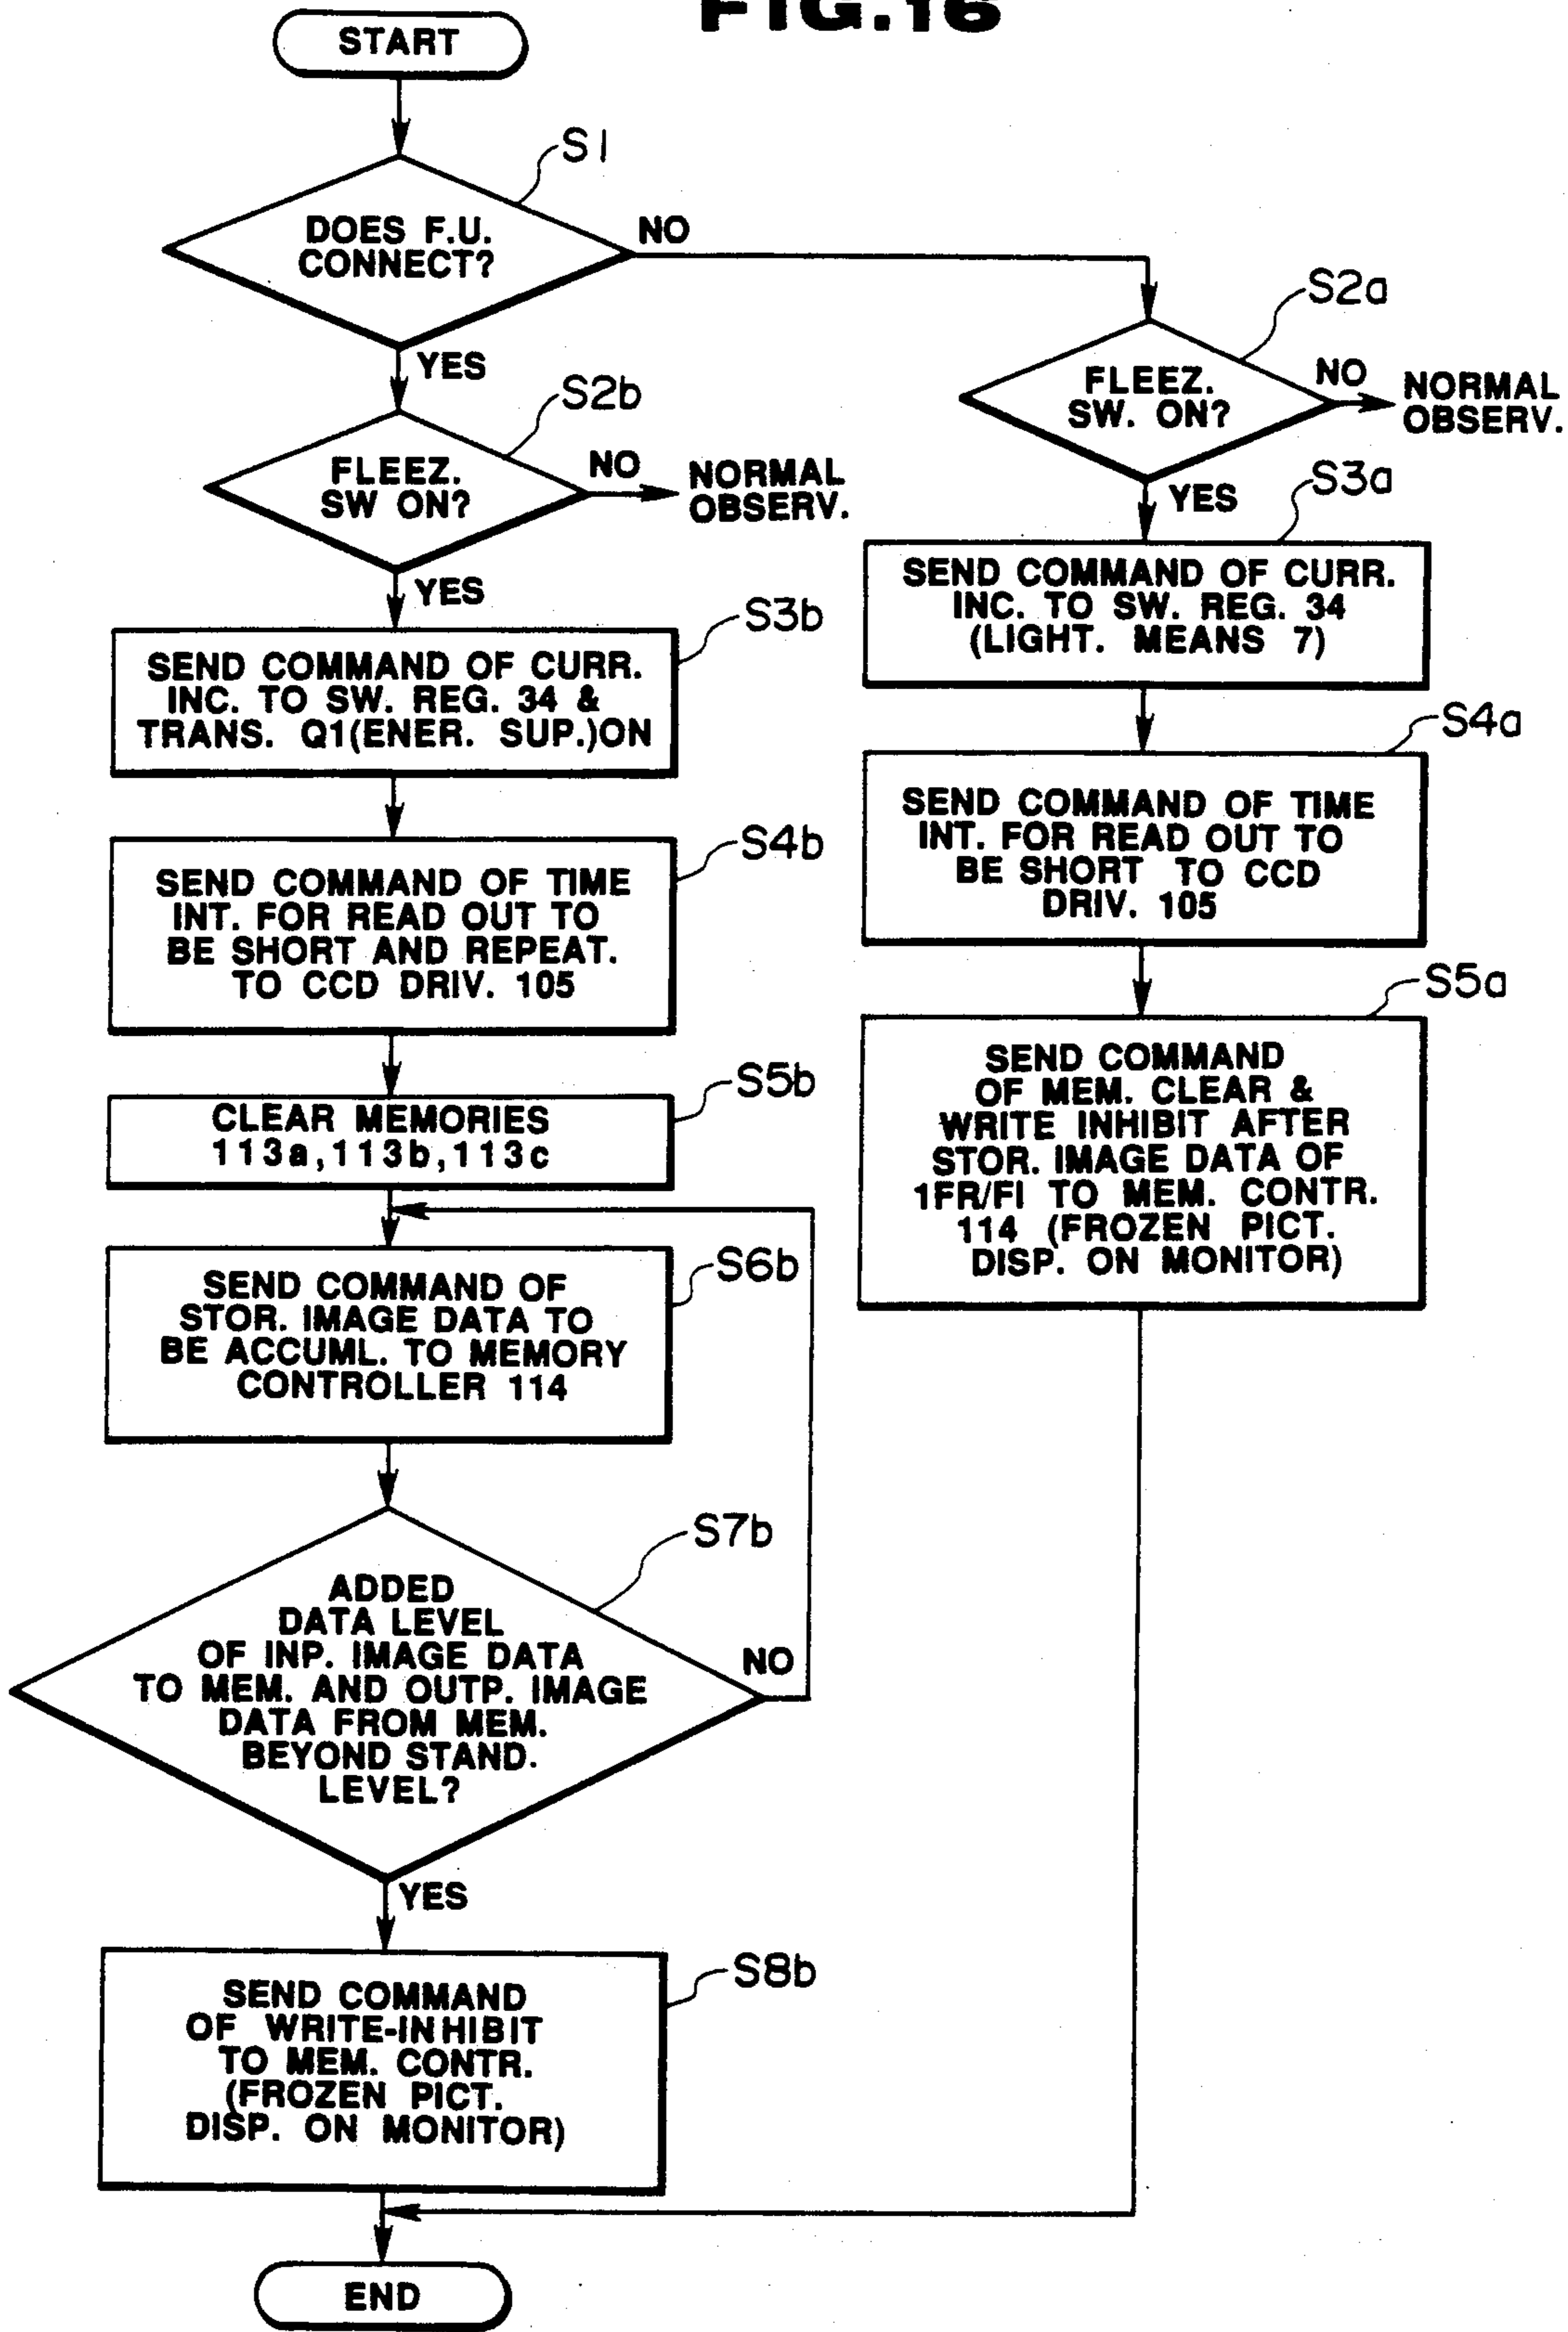 FIG.16
START
S1
DOES F.U.
CONNECT?
NO
YES
S2a
FLEEZ.
SW. ON?
NO
NORMAL
OBSERV.
YES
S2b
FLEEZ.
SW ON?
NO
NORMAL
OBSERV.
YES
S3a
SEND COMMAND OF CURR.
INC. TO SW. REG. 34
(LIGHT. MEANS 7)
S3b
SEND COMMAND OF CURR.
INC. TO SW. REG. 34 &
TRANS. Q1(ENER. SUP.)ON
S4a
SEND COMMAND OF TIME
INT. FOR READ OUT TO
BE SHORT TO CCD
DRIV. 105
S4b
SEND COMMAND OF TIME
INT. FOR READ OUT TO
BE SHORT AND REPEAT.
TO CCD DRIV. 105
S5a
SEND COMMAND
OF MEM. CLEAR &
WRITE INHIBIT AFTER
STOR. IMAGE DATA OF
1FR/FI TO MEM. CONTR.
114 (FROZEN PICT.
DISP. ON MONITOR)
S5b
CLEAR MEMORIES
113a,113b,113c
S6b
SEND COMMAND OF
STOR. IMAGE DATA TO
BE ACCUML. TO MEMORY
CONTROLLER 114
S7b
ADDED
DATA LEVEL
OF INP. IMAGE DATA
TO MEM. AND OUTP. IMAGE
DATA FROM MEM.
BEYOND STAND.
LEVEL?
NO
YES
S8b
SEND COMMAND
OF WRITE-INHIBIT
TO MEM. CONTR.
(FROZEN PICT.
DISP. ON MONITOR)
END